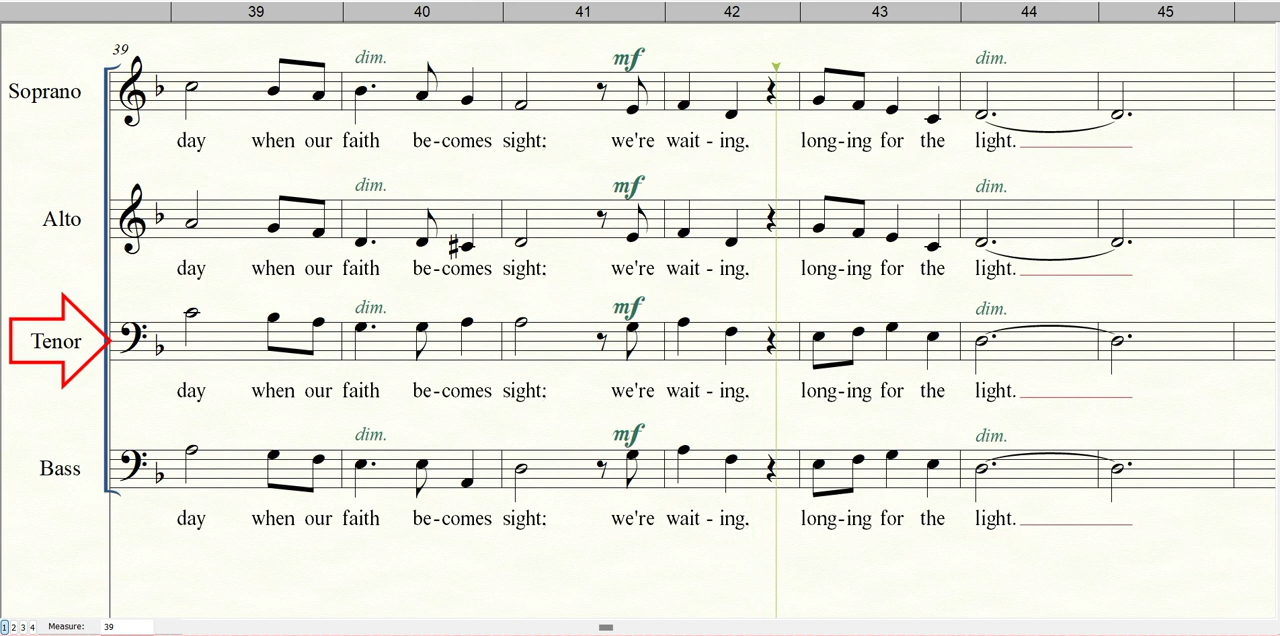 39 40 41 42 43 44 45
39
dim. mf dim.
Soprano
day when our faith be-comes sight: we're wait - ing, long-ing for the light.
dim. mf dim.
Alto
day when our faith be-comes sight: we're wait - ing, long-ing for the light.
dim. mf dim.
Tenor
day when our faith be-comes sight: we're wait - ing, long-ing for the light.
dim. mf dim.
Bass
day when our faith be-comes sight: we're wait - ing, long-ing for the light.
1 2 3 4 Measure: 39